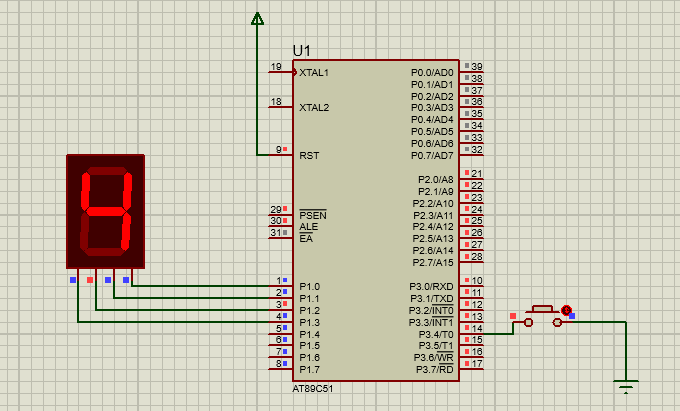 U1
19 XTAL1 P0.0/AD0 39
P0.1/AD1 38
P0.2/AD2 37
18 XTAL2 P0.3/AD3 36
P0.4/AD4 35
P0.5/AD5 34
P0.6/AD6 33
9 RST P0.7/AD7 32
P2.0/A8 21
P2.1/A9 22
P2.2/A10 23
29 PSEN P2.3/A11 24
30 ALE P2.4/A12 25
31 EA P2.5/A13 26
P2.6/A14 27
P2.7/A15 28
1 P1.0 P3.0/RXD 10
2 P1.1 P3.1/TXD 11
3 P1.2 P3.2/INT0 12
4 P1.3 P3.3/INT1 13
5 P1.4 P3.4/T0 14
6 P1.5 P3.5/T1 15
7 P1.6 P3.6/WR 16
8 P1.7 P3.7/RD 17
AT89C51
4